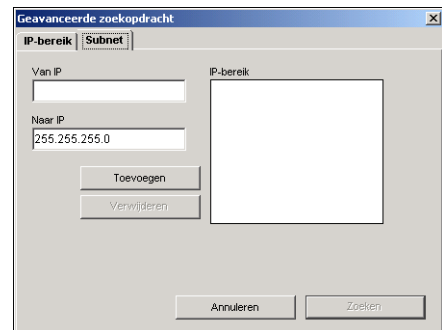 Geavanceerde zoekopdracht
IP-bereik Subnet
Van IP
IP-bereik
Naar IP
255.255.255.0
Toevoegen
Verwijderen
Annuleren Zoeken